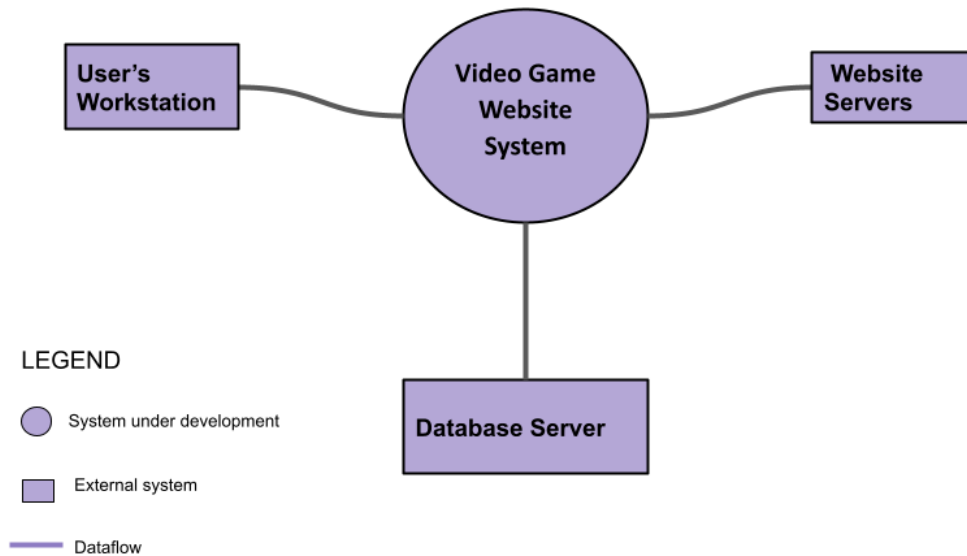 User's
Workstation
Video Game
Website
System
Website
Servers
Database Server
LEGEND
System under development
External system
Dataflow